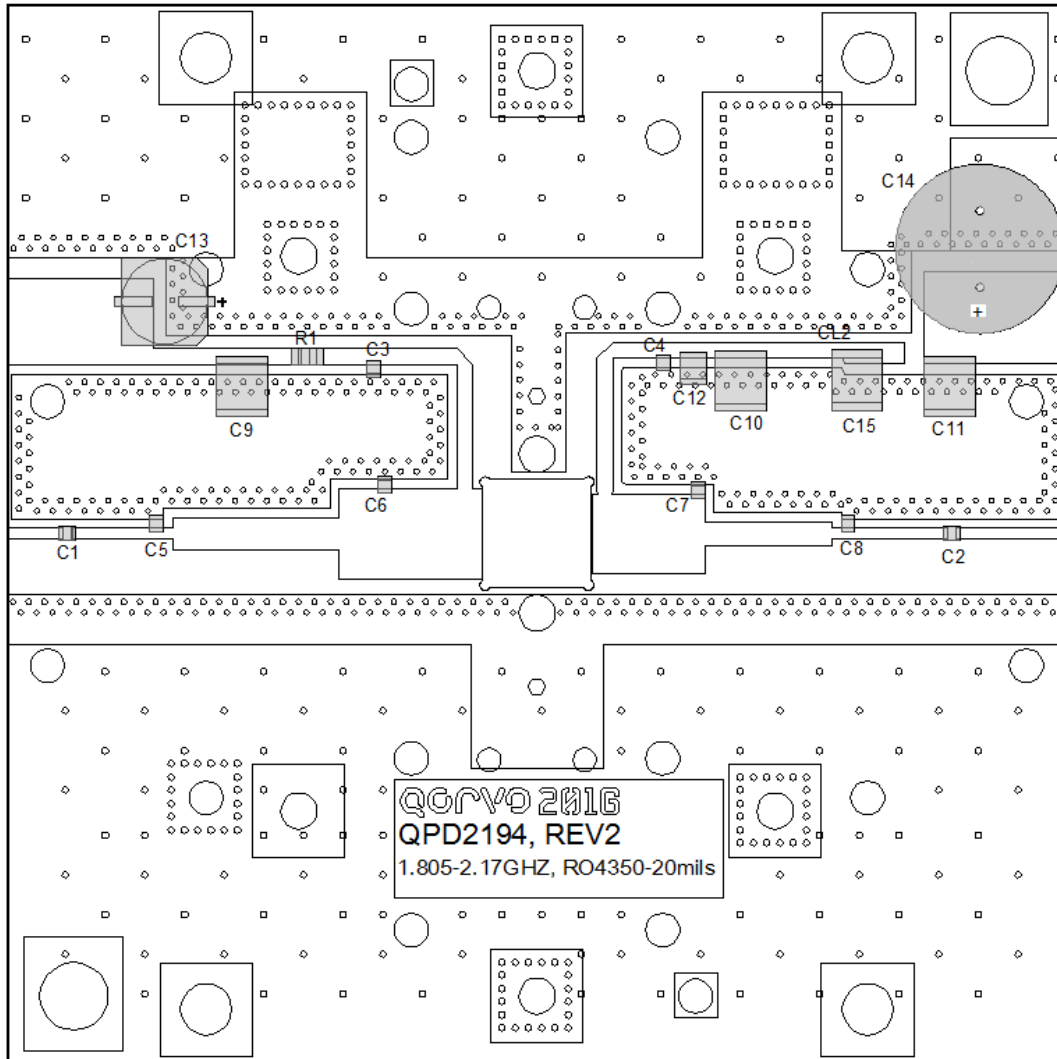 C14
C13
+
+
R1
C3
C4
CL2
C12
C9
C10
C15
C11
C6
C7
C1
C5
C8
C2
QORVO 2016
QPD2194, REV2
1.805-2.17GHZ, RO4350-20mils